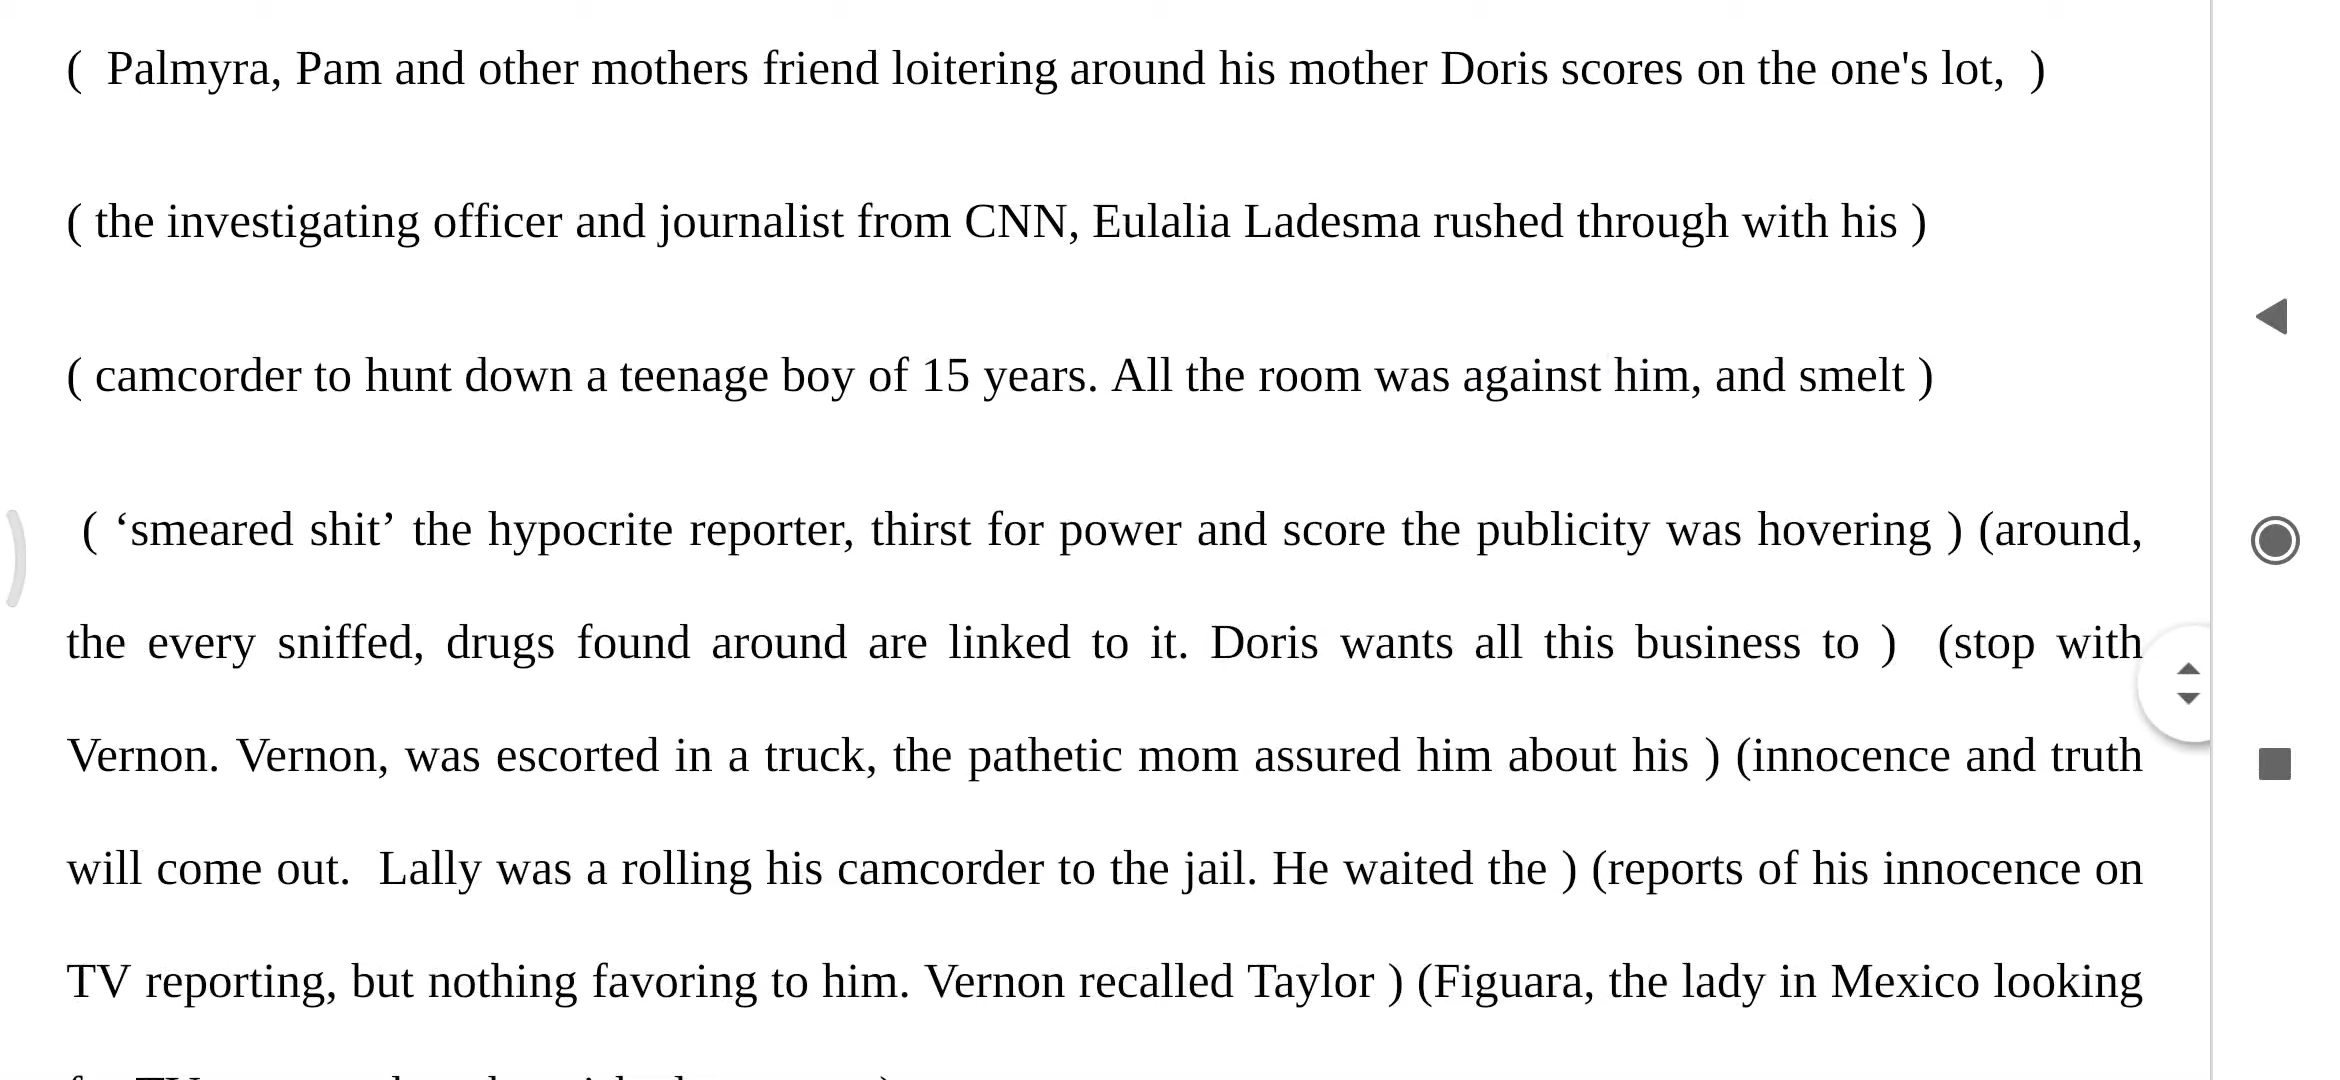 ( Palmyra, Pam and other mothers friend loitering around his mother Doris scores on the one's lot, )
( the investigating officer and journalist from CNN, Eulalia Ladesma rushed through with his )
( camcorder to hunt down a teenage boy of 15 years. All the room was against him, and smelt )
( ‘smeared shit’ the hypocrite reporter, thirst for power and score the publicity was hovering ) (around,
the every sniffed, drugs found around are linked to it. Doris wants all this business to ) (stop with
Vernon. Vernon, was escorted in a truck, the pathetic mom assured him about his ) (innocence and truth
will come out. Lally was a rolling his camcorder to the jail. He waited the ) (reports of his innocence on
TV reporting, but nothing favoring to him. Vernon recalled Taylor ) (Figuara, the lady in Mexico looking